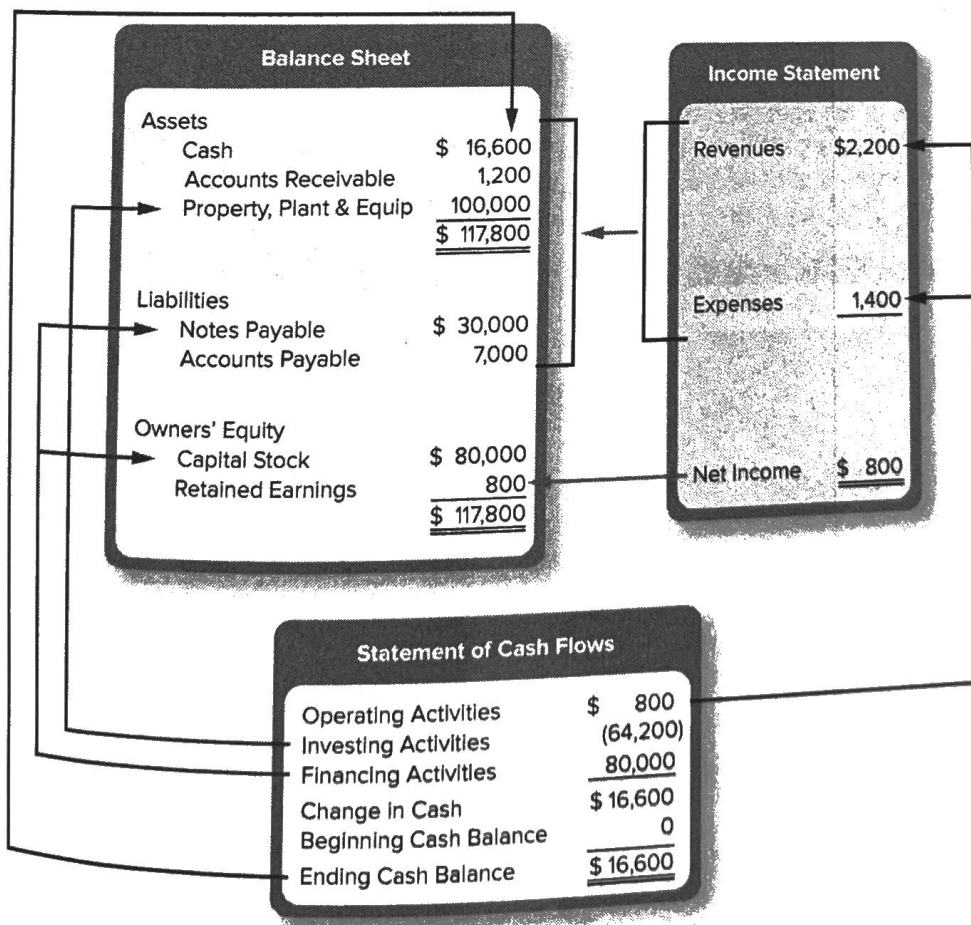 Balance Sheet
Assets
Cash $ 16,600
Accounts Receivable 1,200
Property, Plant & Equip 100,000
$ 117,800
Liabilities
Notes Payable $ 30,000
Accounts Payable 7,000
Owners' Equity
Capital Stock $ 80,000
Retained Earnings 800
$ 117,800
Income Statement
Revenues $2,200
Expenses 1,400
Net Income $ 800
Statement of Cash Flows
Operating Activities $ 800
Investing Activities (64,200)
Financing Activities 80,000
Change in Cash $ 16,600
Beginning Cash Balance 0
Ending Cash Balance $ 16,600